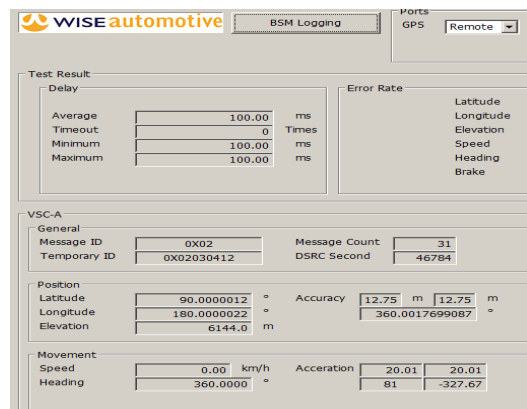 WISE automotive
BSM Logging
Ports
GPS Remote
Test Result
Delay
Average 100.00 ms
Timeout 0 Times
Minimum 100.00 ms
Maximum 100.00 ms
Error Rate
Latitude
Longitude
Elevation
Speed
Heading
Brake
VSC-A
General
Message ID 0X02 Message Count 31
Temporary ID 0X02030412 DSRC Second 46784
Position
Latitude 90.0000012 ° Accuracy 12.75 m 12.75 m
Longitude 180.0000022 ° 360.0017699087 °
Elevation 6144.0 m
Movement
Speed 0.00 km/h Acceration 20.01 20.01
Heading 360.0000 ° 81 -327.67